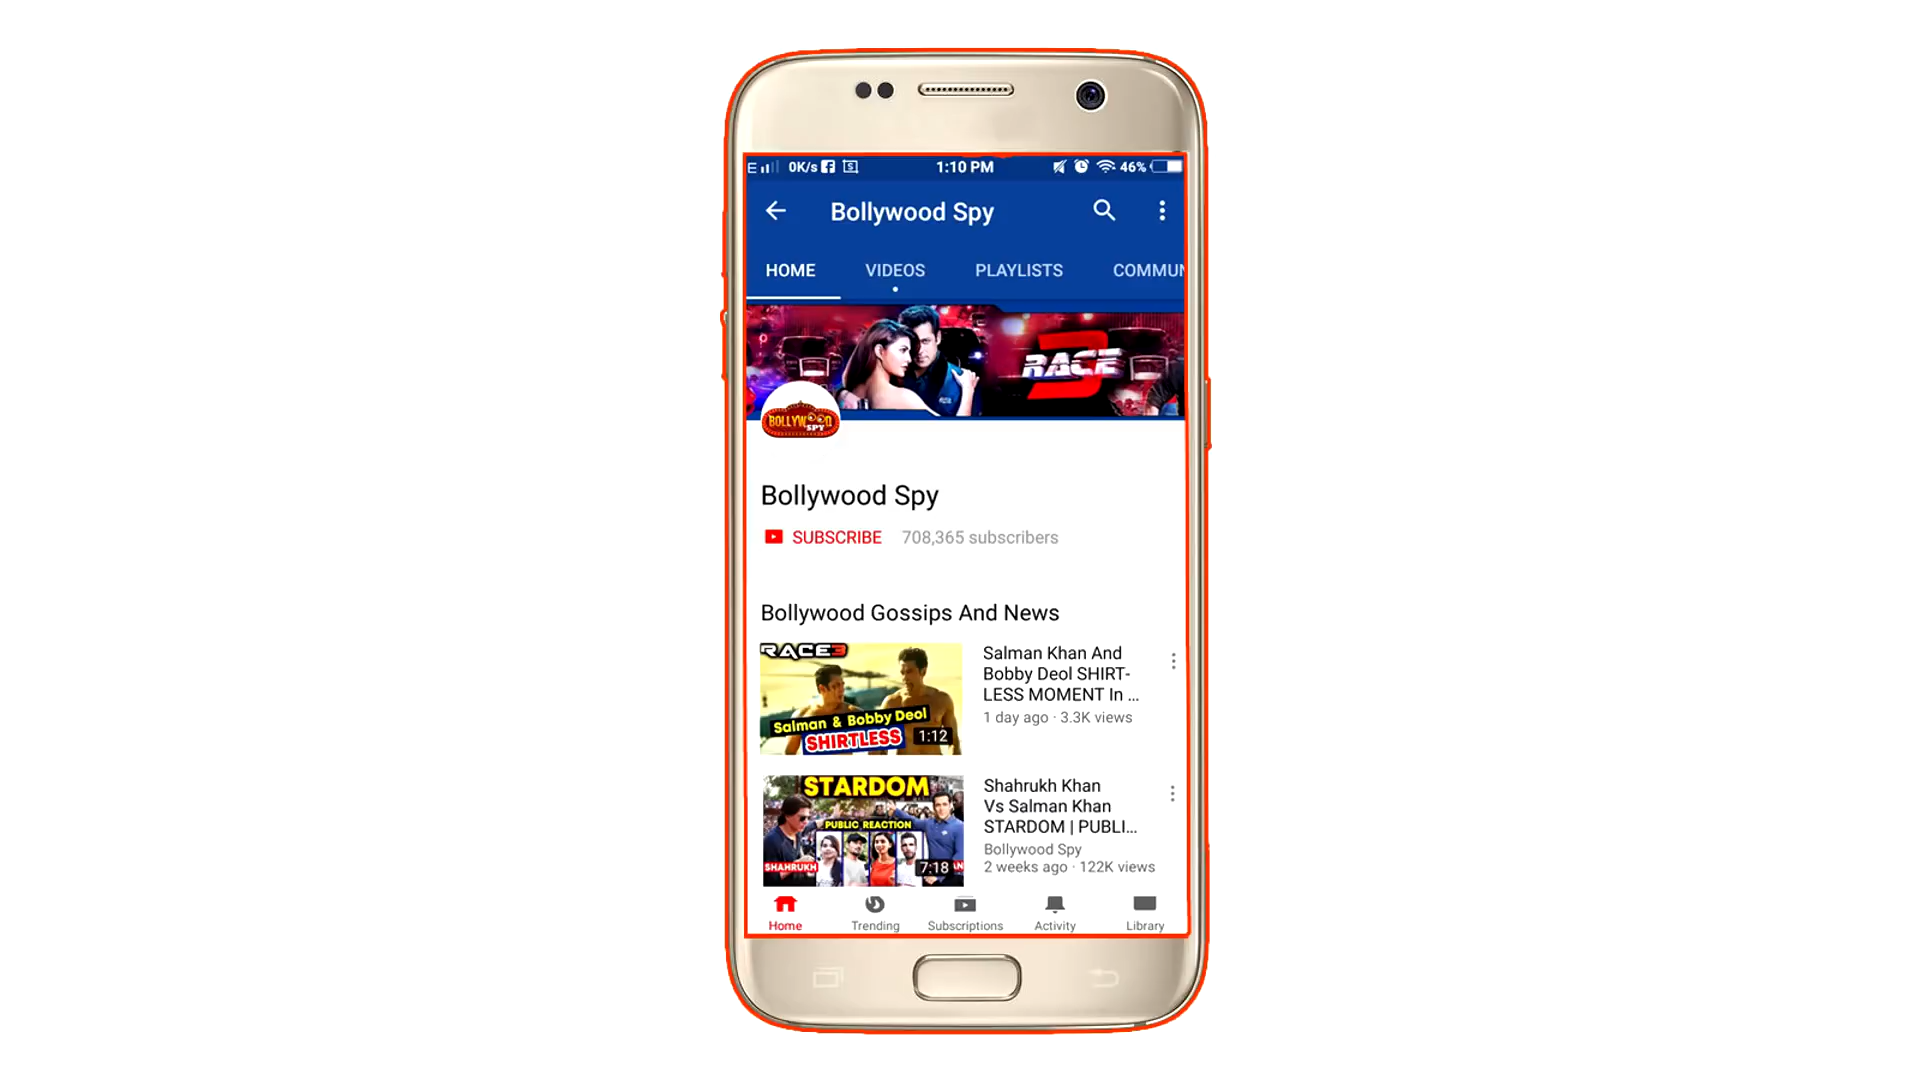 E 0K/s 1:10 PM 46%
Bollywood Spy
HOME VIDEOS PLAYLISTS COMMUN
RACE 3
BOLLYWOOD
SPY
Bollywood Spy
SUBSCRIBE 708,365 subscribers
Bollywood Gossips And News
RACE3
Salman & Bobby Deol
SHIRTLESS
1:12
Salman Khan And
Bobby Deol SHIRT-
LESS MOMENT In ...
1 day ago · 3.3K views
STARDOM
PUBLIC REACTION
SHAHRUKH
7:18
Shahrukh Khan
Vs Salman Khan
STARDOM | PUBLI...
Bollywood Spy
2 weeks ago · 122K views
Home Trending Subscriptions Activity Library